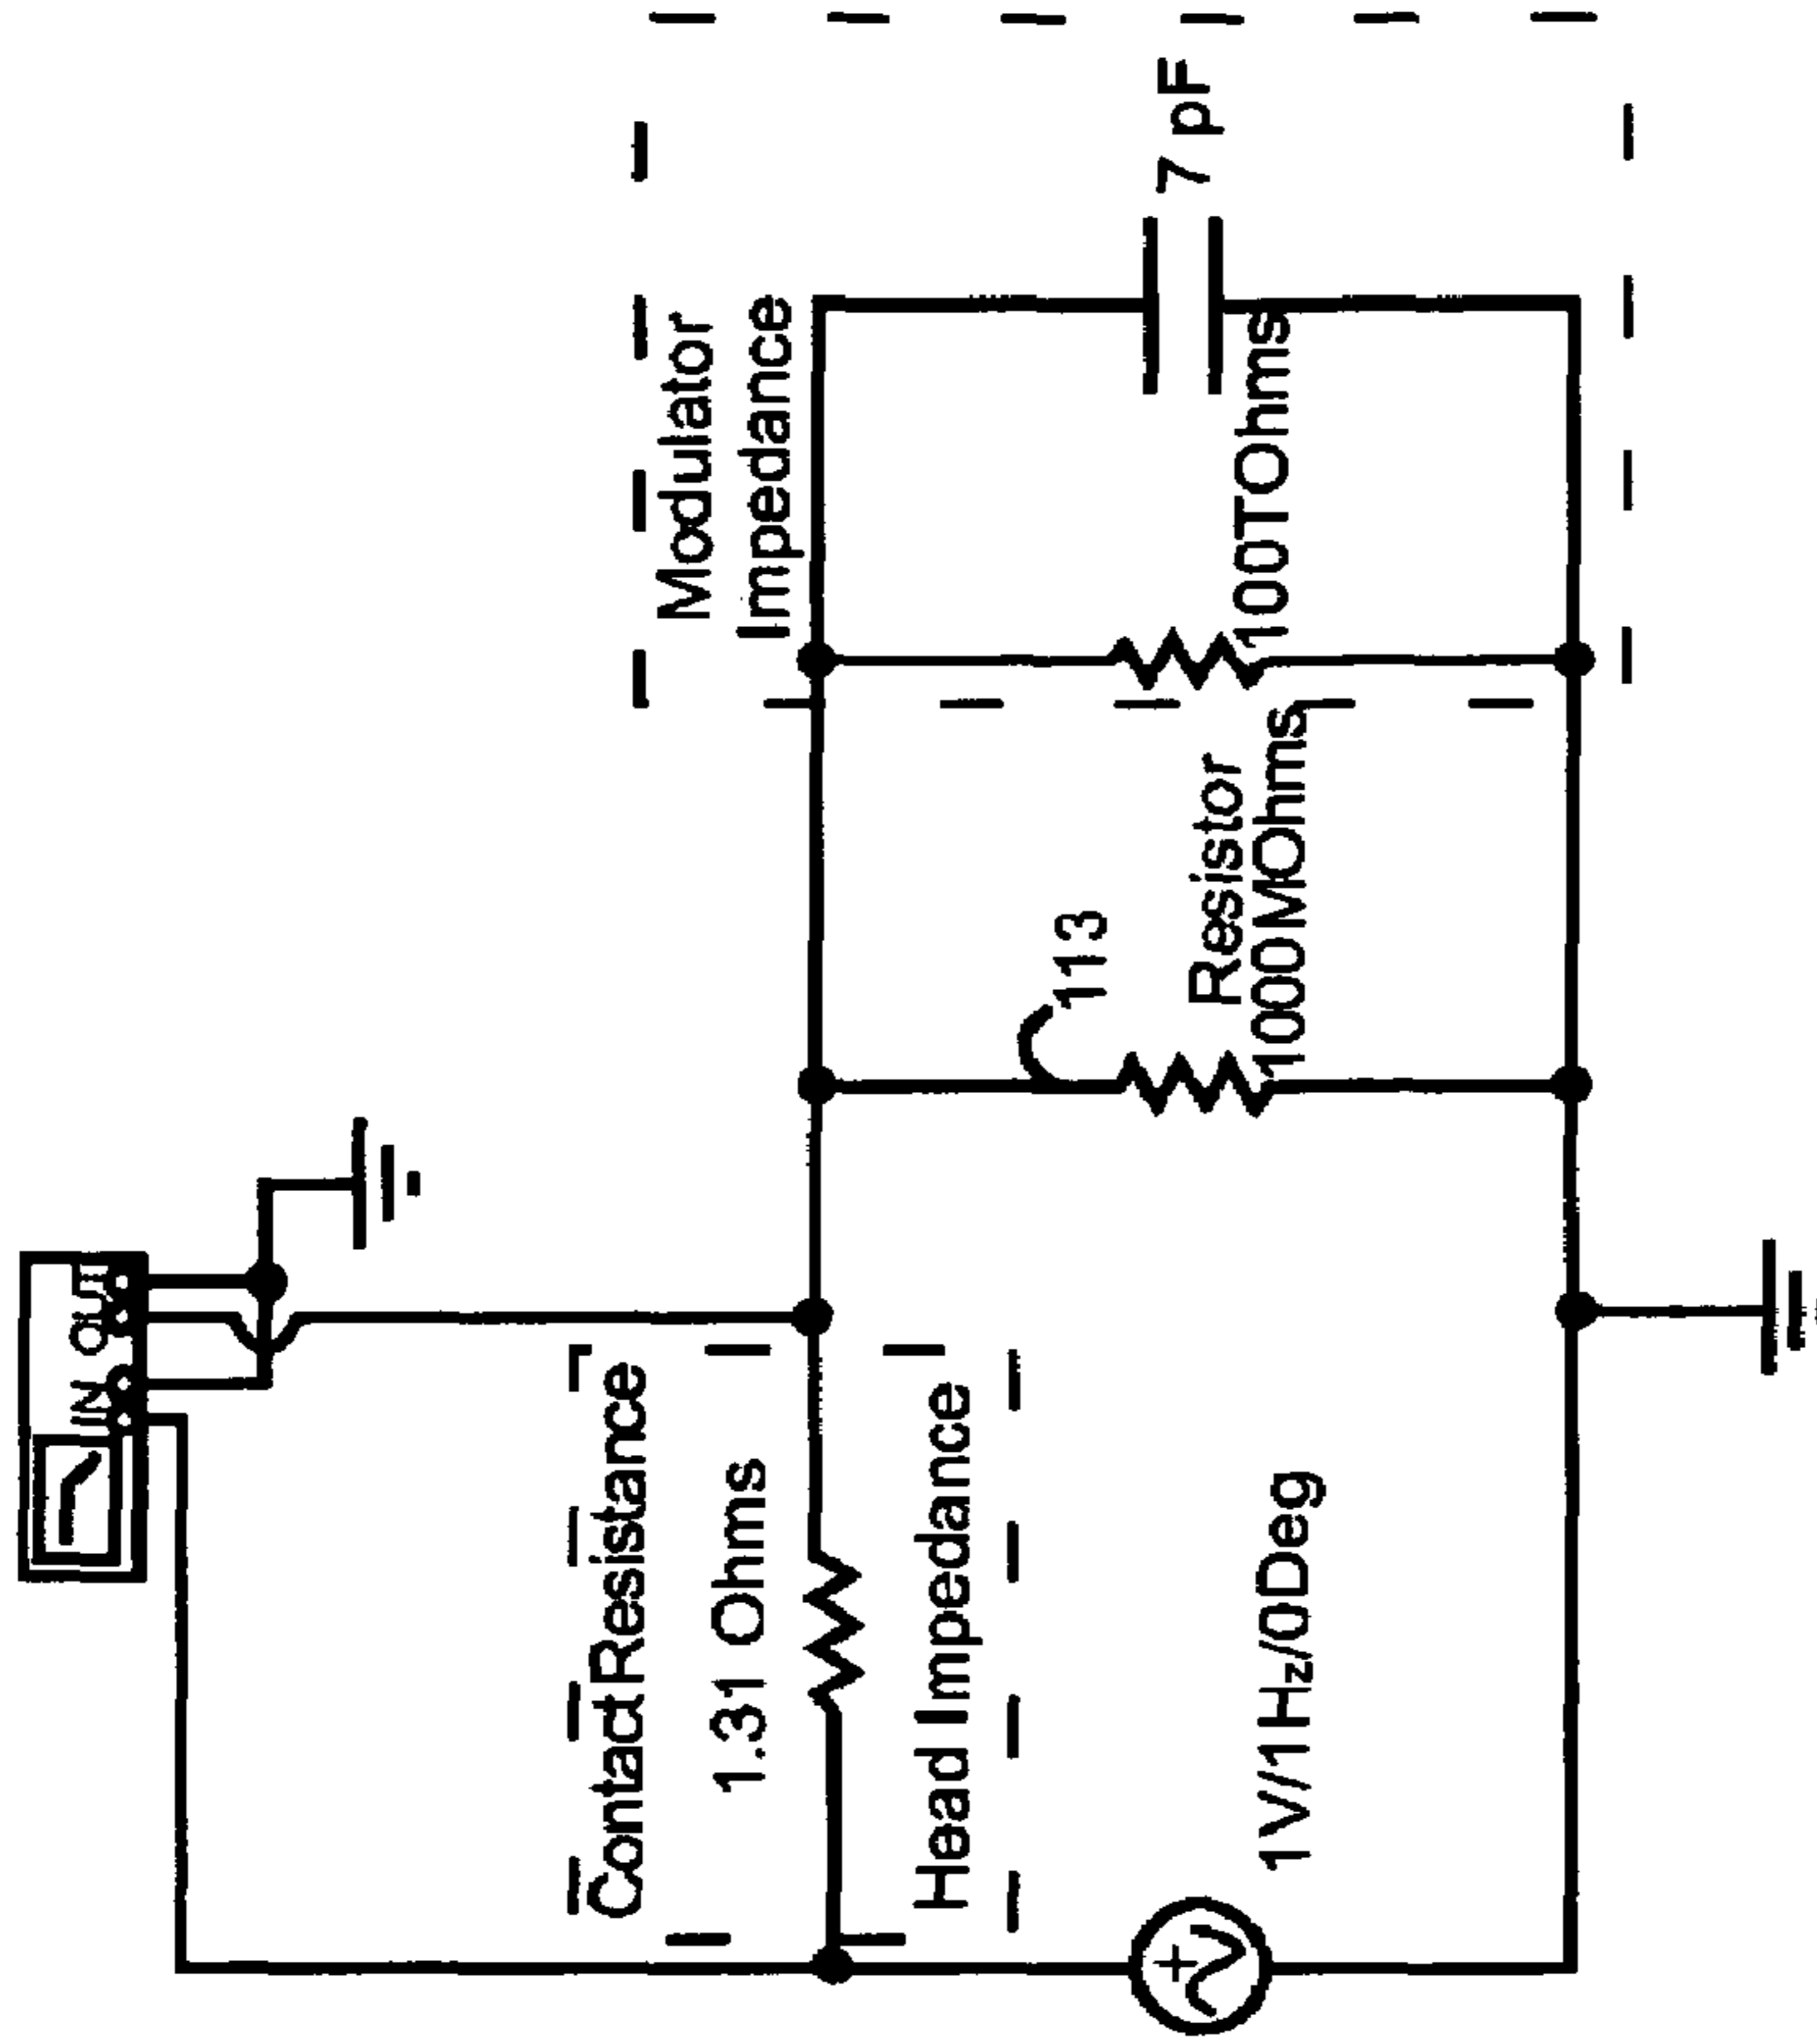 IN OUT
Contact Resistance
1.31 Ohms
Head Impedance
1V/1Hz/0Deg
113
Resistor
1000MOhms
Modulator
Impedance
100TOhms
7 pF